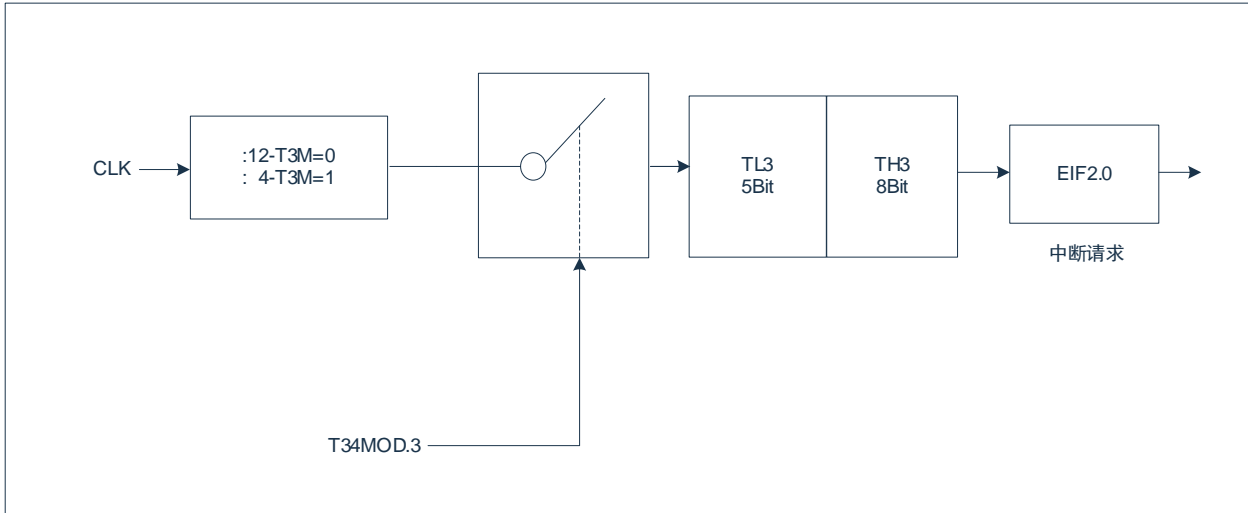 CLK
:12-T3M=0
: 4-T3M=1
TL3
5Bit
TH3
8Bit
EIF2.0
中断请求
T34MOD.3